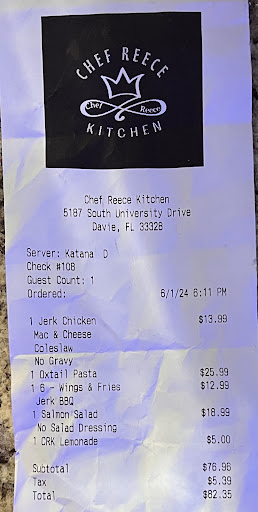 CHEF REECE
Chef Reece
KITCHEN
Chef Reece Kitchen
5187 South University Drive
Davie, FL 33328
Server: Katana D
Check #108
Guest Count: 1
Ordered: 6/1/24 6:11 PM
1 Jerk Chicken $13.99
Mac & Cheese
Coleslaw
No Gravy
1 Oxtail Pasta $25.99
1 6 - Wings & Fries $12.99
Jerk BBQ
1 Salmon Salad $18.99
No Salad Dressing
1 CRK Lemonade $5.00
Subtotal $76.96
Tax $5.39
Total $82.35